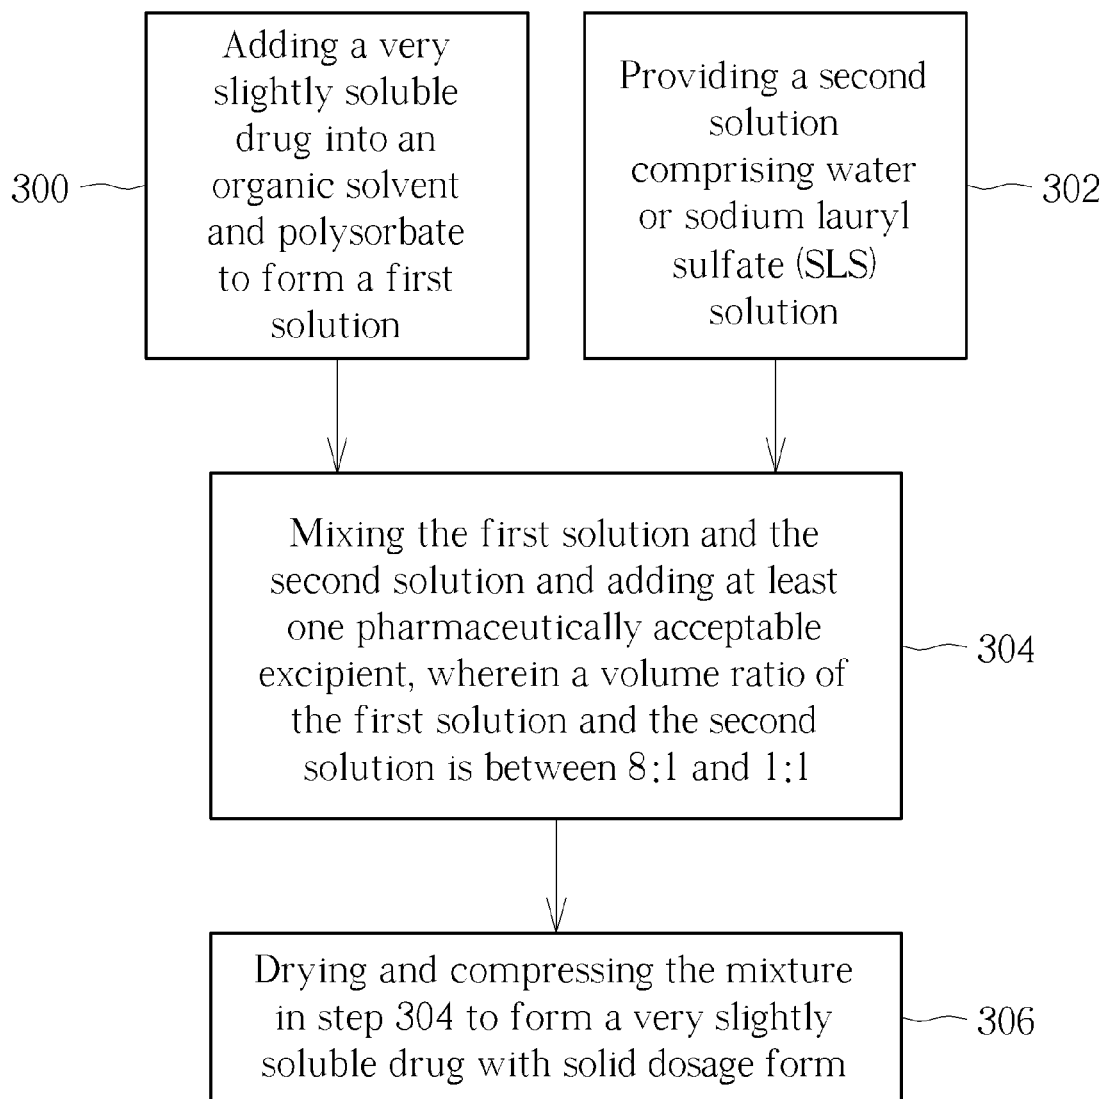 Adding a very
slightly soluble
drug into an
organic solvent
and polysorbate
to form a first
solution
300
Providing a second
solution
comprising water
or sodium lauryl
sulfate (SLS)
solution
302
Mixing the first solution and the
second solution and adding at least
one pharmaceutically acceptable
excipient, wherein a volume ratio of
the first solution and the second
solution is between 8:1 and 1:1
304
Drying and compressing the mixture
in step 304 to form a very slightly
soluble drug with solid dosage form
306